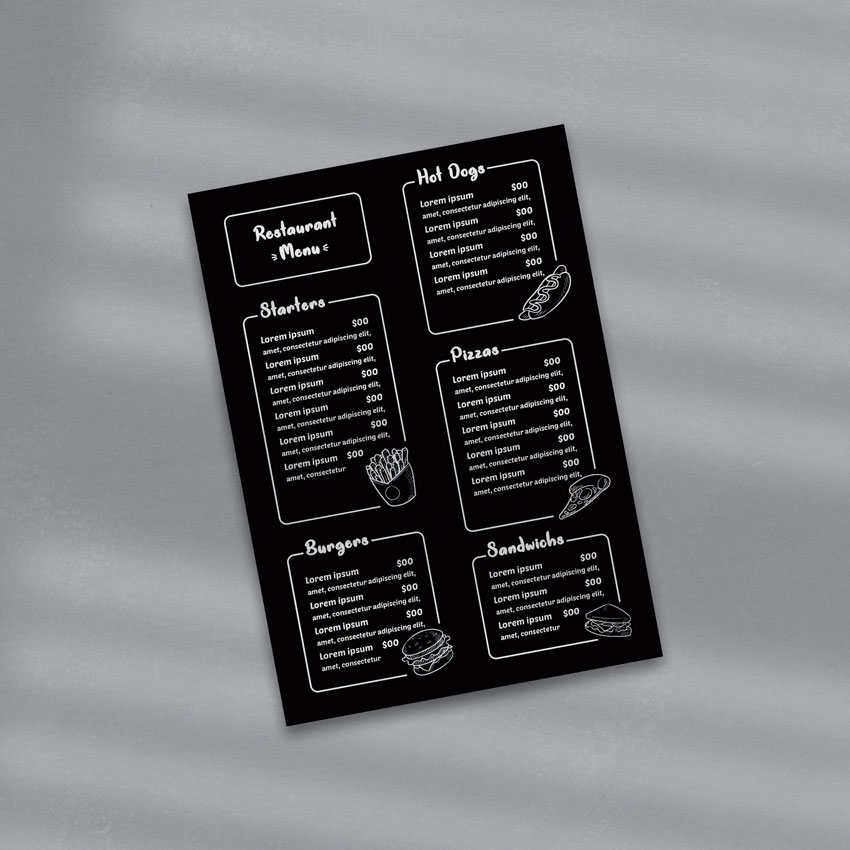 Restaurant
Menu
Starters
Lorem ipsum $00
amet, consectetur adipiscing elit,
Lorem ipsum $00
amet, consectetur adipiscing elit,
Lorem ipsum $00
amet, consectetur adipiscing elit,
Lorem ipsum $00
amet, consectetur adipiscing elit,
Lorem ipsum $00
amet, consectetur adipiscing elit,
Lorem ipsum $00
amet, consectetur
Burgers
Lorem ipsum $00
amet, consectetur adipiscing elit,
Lorem ipsum $00
amet, consectetur adipiscing elit,
Lorem ipsum $00
amet, consectetur adipiscing elit,
Lorem ipsum $00
amet, consectetur
Hot Dogs
Lorem ipsum $00
amet, consectetur adipiscing elit,
Lorem ipsum $00
amet, consectetur adipiscing elit,
Lorem ipsum $00
amet, consectetur adipiscing elit,
Lorem ipsum $00
amet, consectetur adipiscing elit,
Pizzas
Lorem ipsum $00
amet, consectetur adipiscing elit,
Lorem ipsum $00
amet, consectetur adipiscing elit,
Lorem ipsum $00
amet, consectetur adipiscing elit,
Lorem ipsum $00
amet, consectetur adipiscing elit,
Lorem ipsum $00
amet, consectetur adipiscing elit,
Sandwichs
Lorem ipsum $00
amet, consectetur adipiscing elit,
Lorem ipsum $00
amet, consectetur adipiscing elit,
Lorem ipsum $00
amet, consectetur